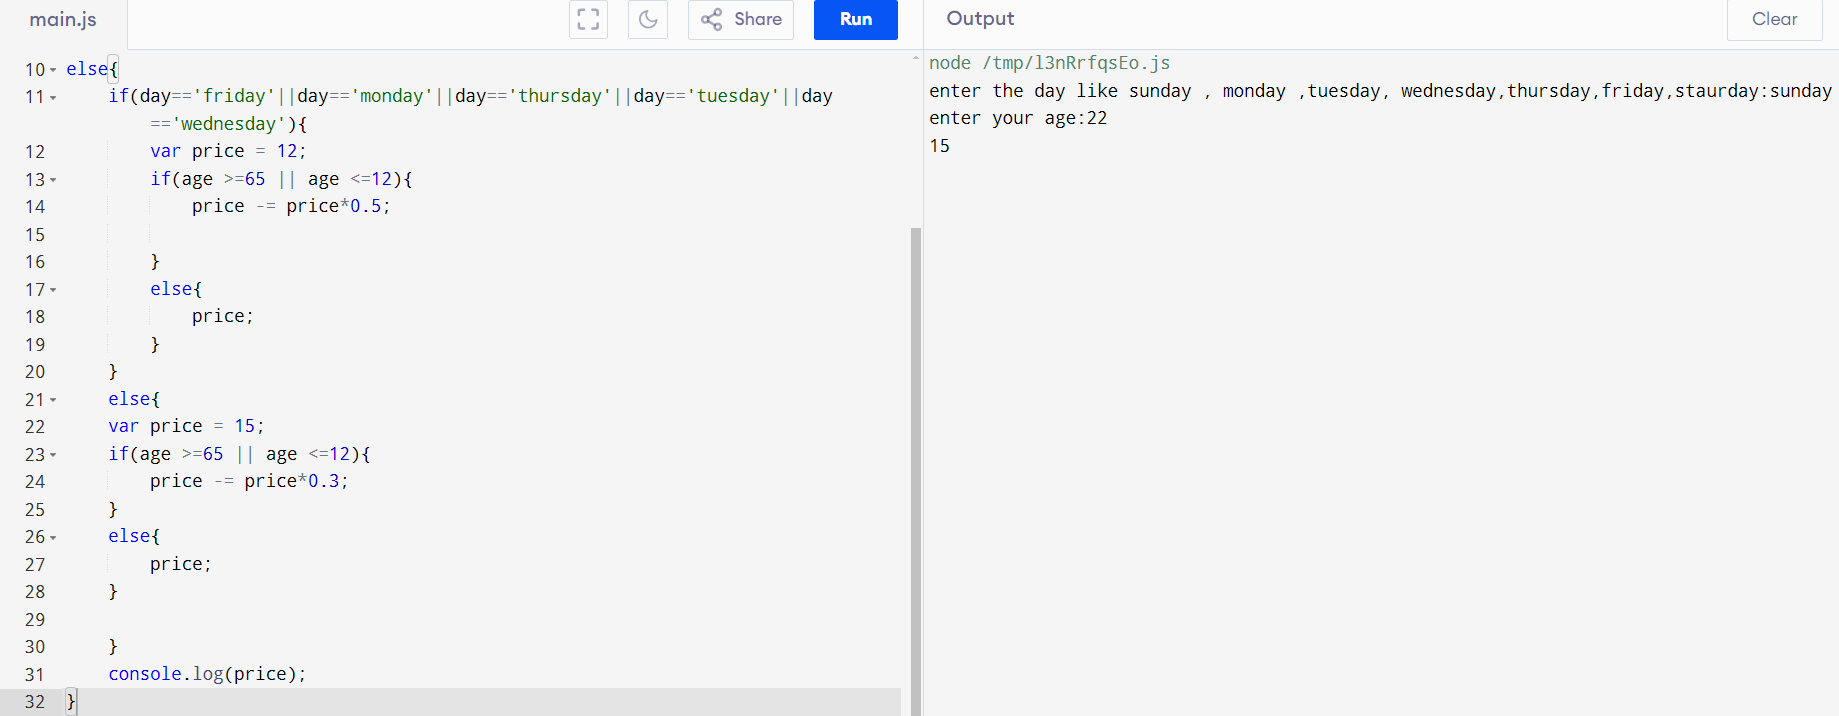 main.js
Share
Run
Output
Clear
10 else{
11 if(day=='friday'||day=='monday'||day=='thursday'||day=='tuesday'||day
=='wednesday'){
12 var price = 12;
13 if(age >=65 || age <=12){
14 price -= price*0.5;
15
16 }
17 else{
18 price;
19 }
20 }
21 else{
22 var price = 15;
23 if(age >=65 || age <=12){
24 price -= price*0.3;
25 }
26 else{
27 price;
28 }
29
30 }
31 console.log(price);
32 }
node /tmp/l3nRrfqsEo.js
enter the day like sunday , monday ,tuesday, wednesday,thursday,friday,staurday:sunday
enter your age:22
15